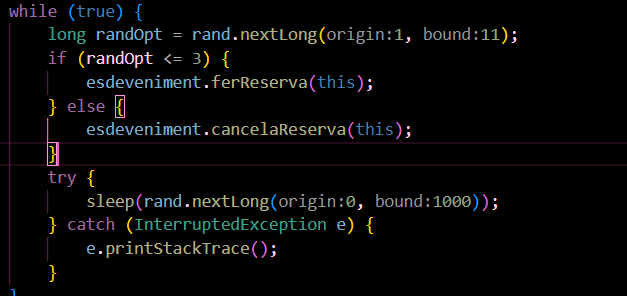 while (true) {
long randOpt = rand.nextLong(origin:1, bound:11);
if (randOpt <= 3) {
esdeveniment.ferReserva(this);
} else {
esdeveniment.cancelaReserva(this);
}
try {
sleep(rand.nextLong(origin:0, bound:1000));
} catch (InterruptedException e) {
e.printStackTrace();
}
}